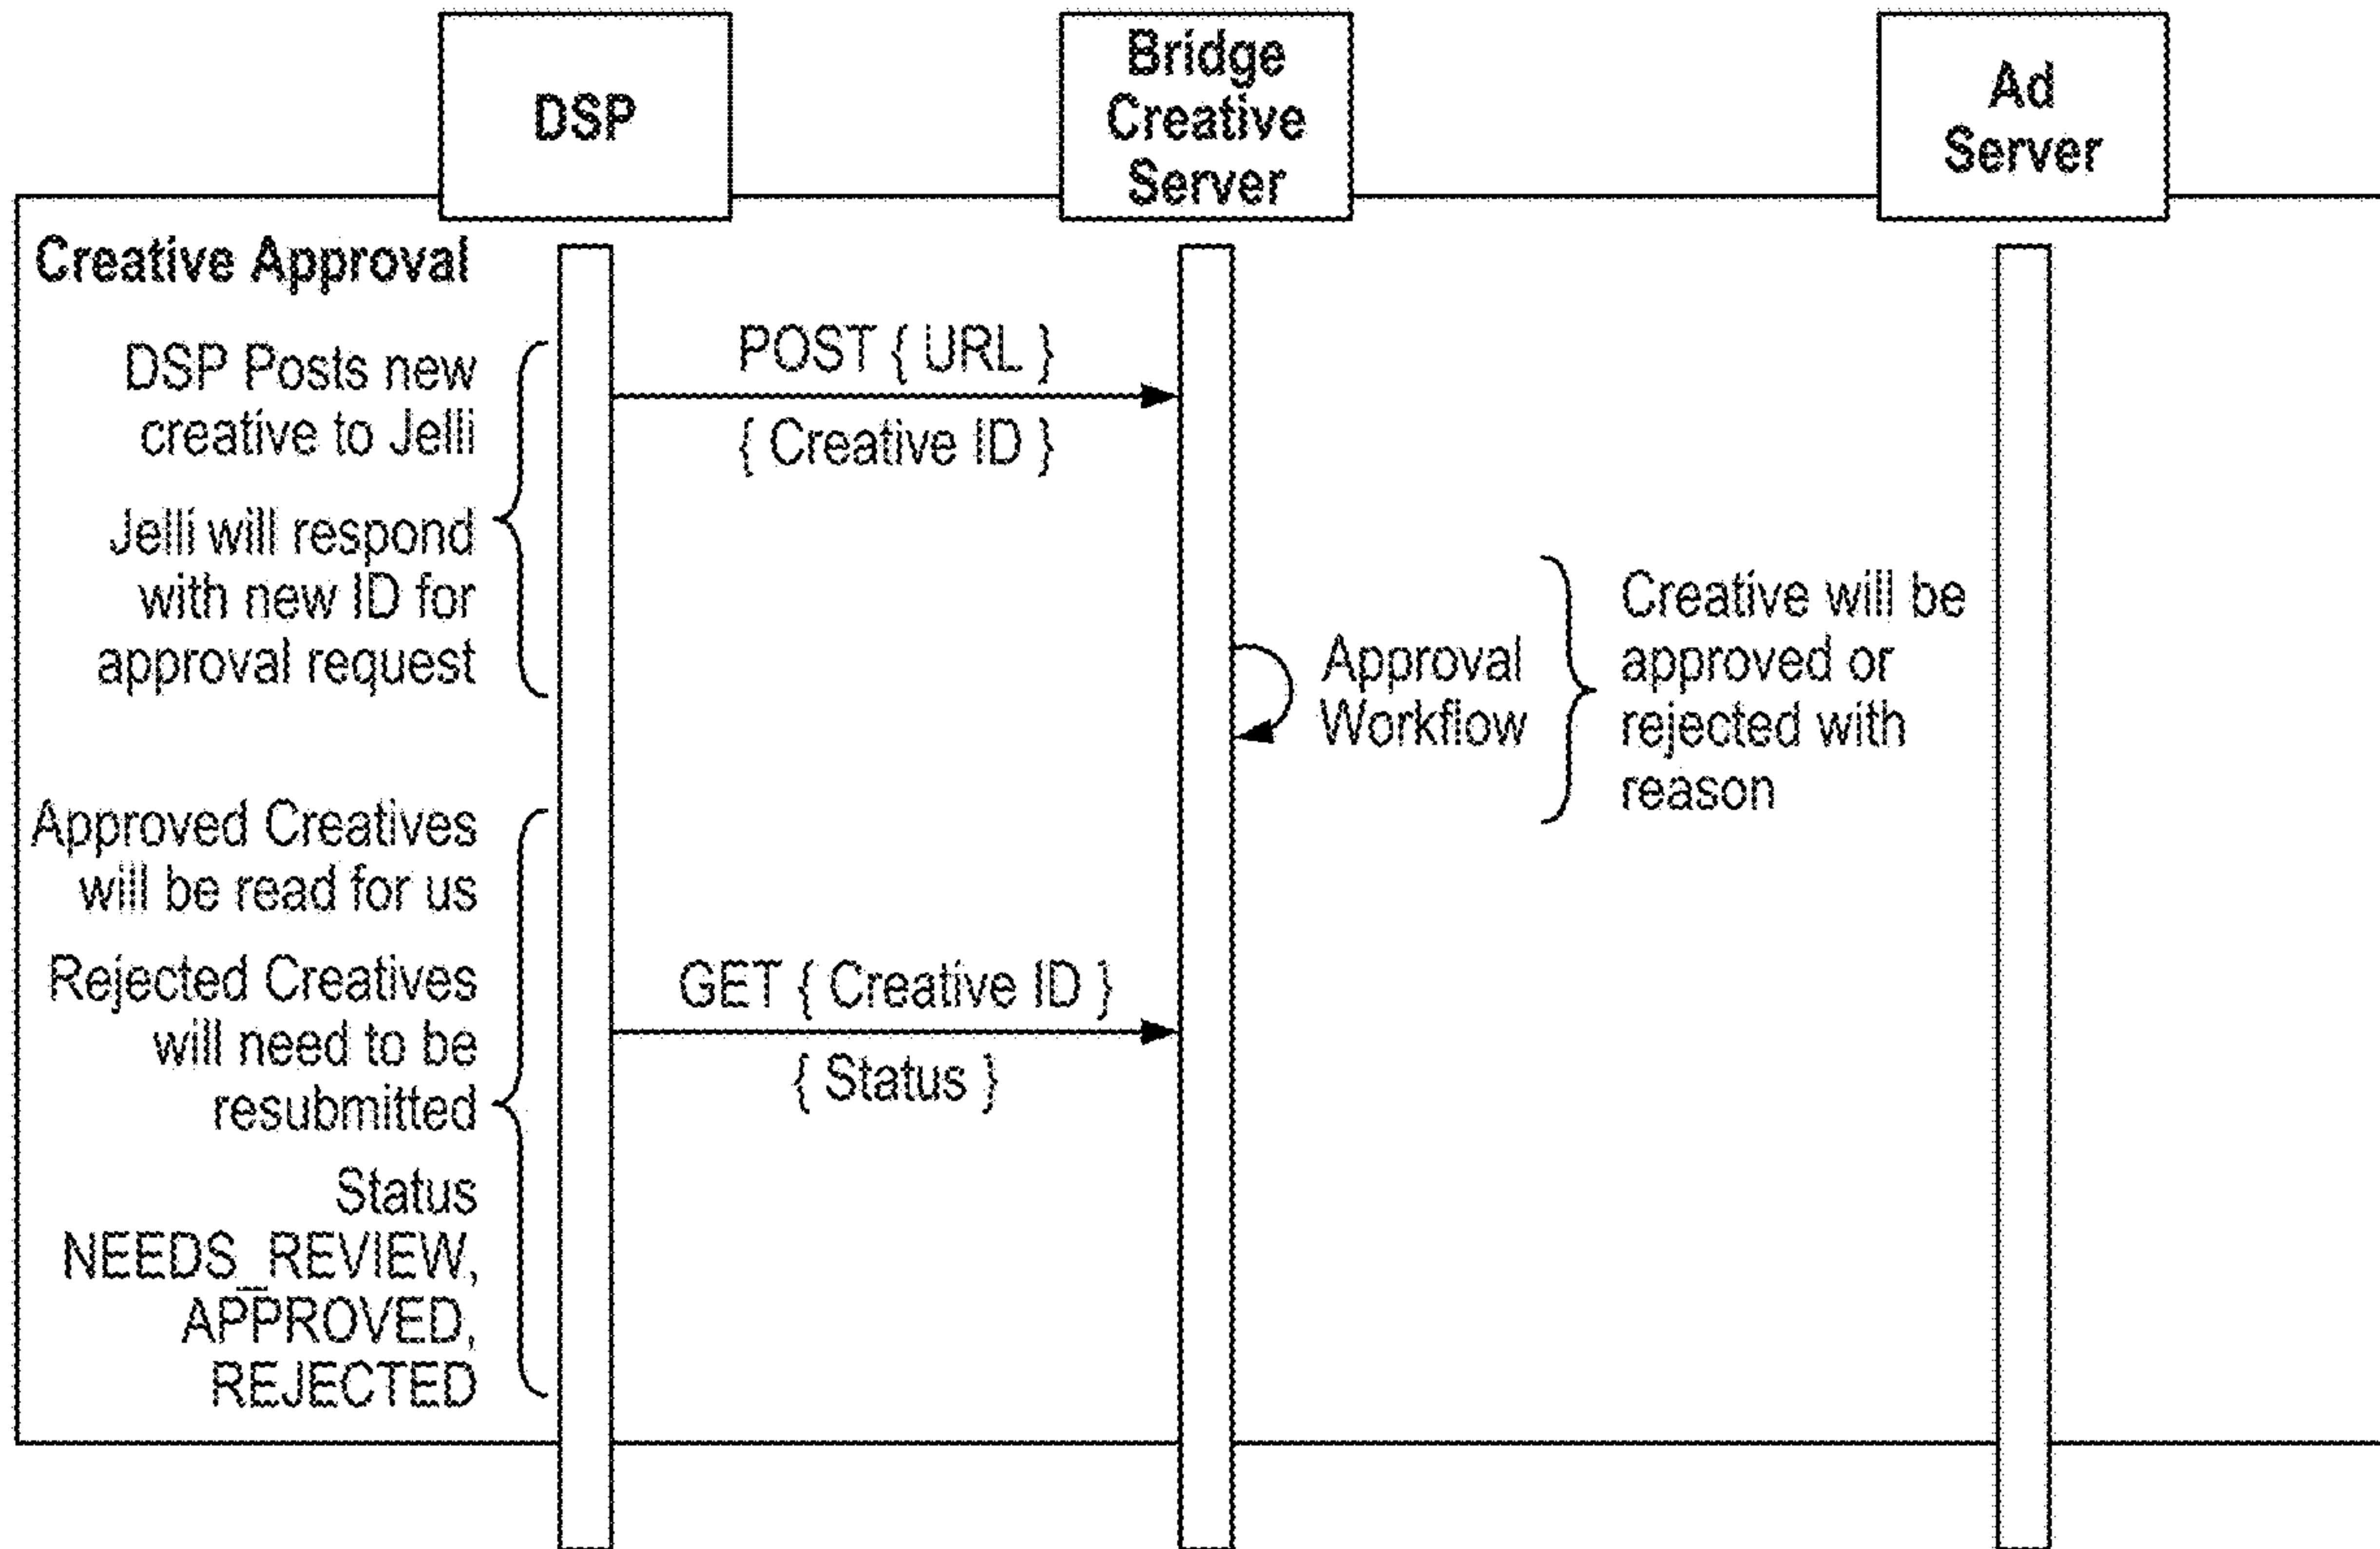 DSP
Bridge
Creative
Server
Ad
Server
Creative Approval
DSP Posts new
creative to Jelli
Jelli will respond
with new ID for
approval request
POST { URL }
{ Creative ID }
Approval
Workflow
Creative will be
approved or
rejected with
reason
Approved Creatives
will be read for us
Rejected Creatives
will need to be
resubmitted
Status
NEEDS_REVIEW,
APPROVED,
REJECTED
GET { Creative ID }
{ Status }